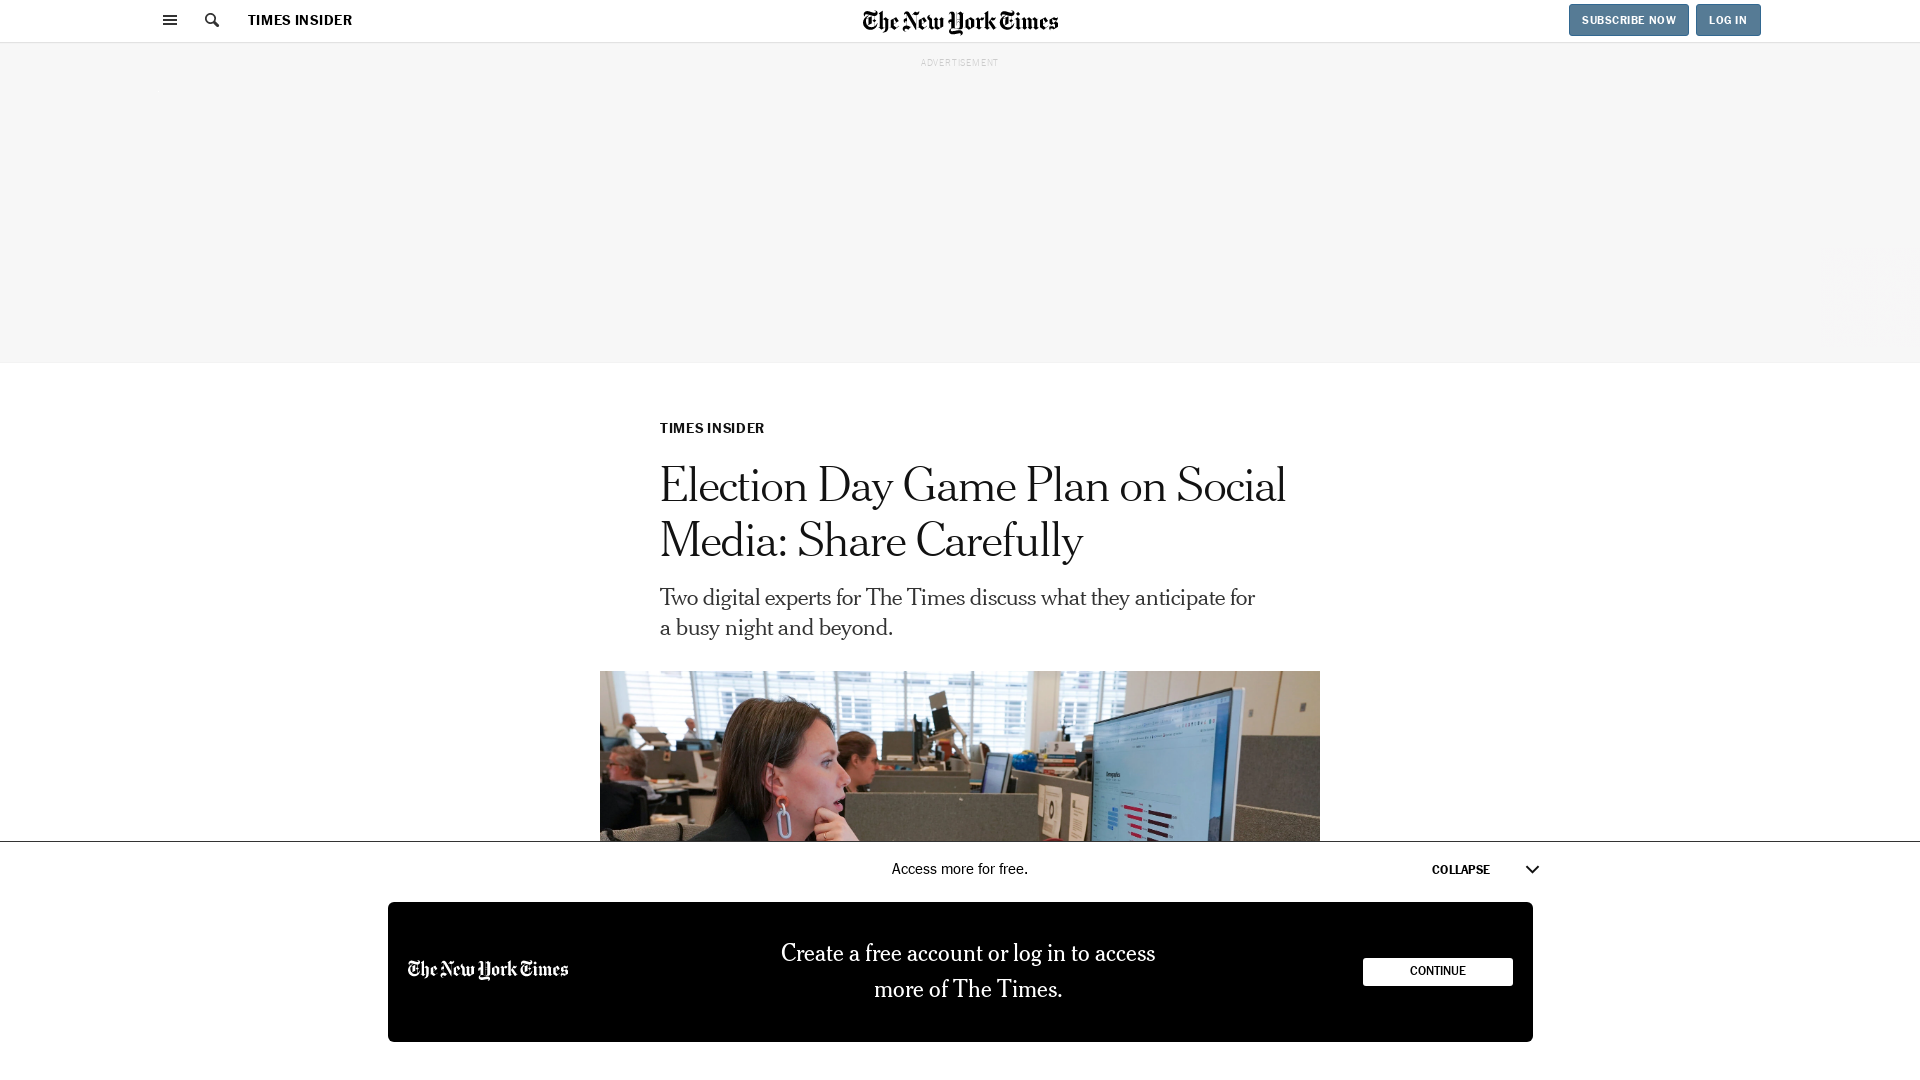 TIMES INSIDER
The New York Times
SUBSCRIBE NOW
LOG IN
ADVERTISEMENT
TIMES INSIDER
Election Day Game Plan on Social
Media: Share Carefully
Two digital experts for The Times discuss what they anticipate for
a busy night and beyond.
Access more for free.
COLLAPSE
The New York Times
Create a free account or log in to access
more of The Times.
CONTINUE